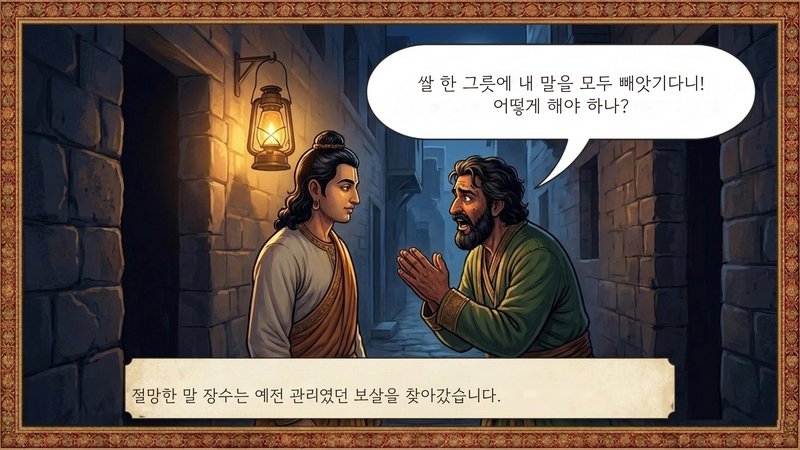 쌀 한 그릇에 내 말을 모두 빼앗기다니!
어떻게 해야 하나?
절망한 말 장수는 예전 관리였던 보살을 찾아갔습니다.